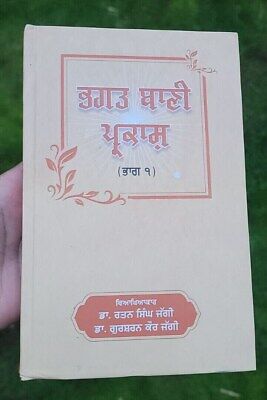 ਭਗਤ ਬਾਣੀ
ਪ੍ਰਕਾਸ਼
(ਭਾਗ ੧)
ਵਿਆਖਿਆਕਾਰ
ਡਾ. ਰਤਨ ਸਿੰਘ ਜੱਗੀ
ਡਾ. ਗੁਰਸ਼ਰਨ ਕੌਰ ਜੱਗੀ